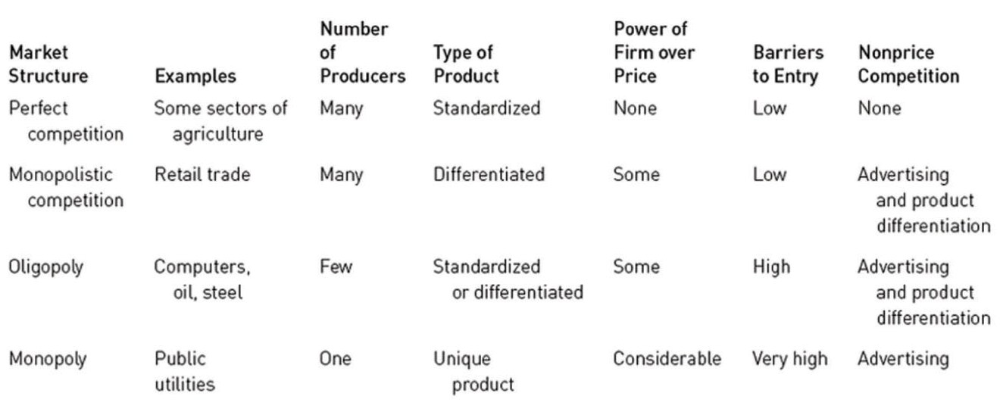 Market Structure	Examples	Number of Producers	Type of Product	Power of Firm over Price	Barriers to Entry	Nonprice Competition
Perfect competition	Some sectors of agriculture	Many	Standardized	None	Low	None
Monopolistic competition	Retail trade	Many	Differentiated	Some	Low	Advertising and product differentiation
Oligopoly	Computers, oil, steel	Few	Standardized or differentiated	Some	High	Advertising and product differentiation
Monopoly	Public utilities	One	Unique product	Considerable	Very high	Advertising